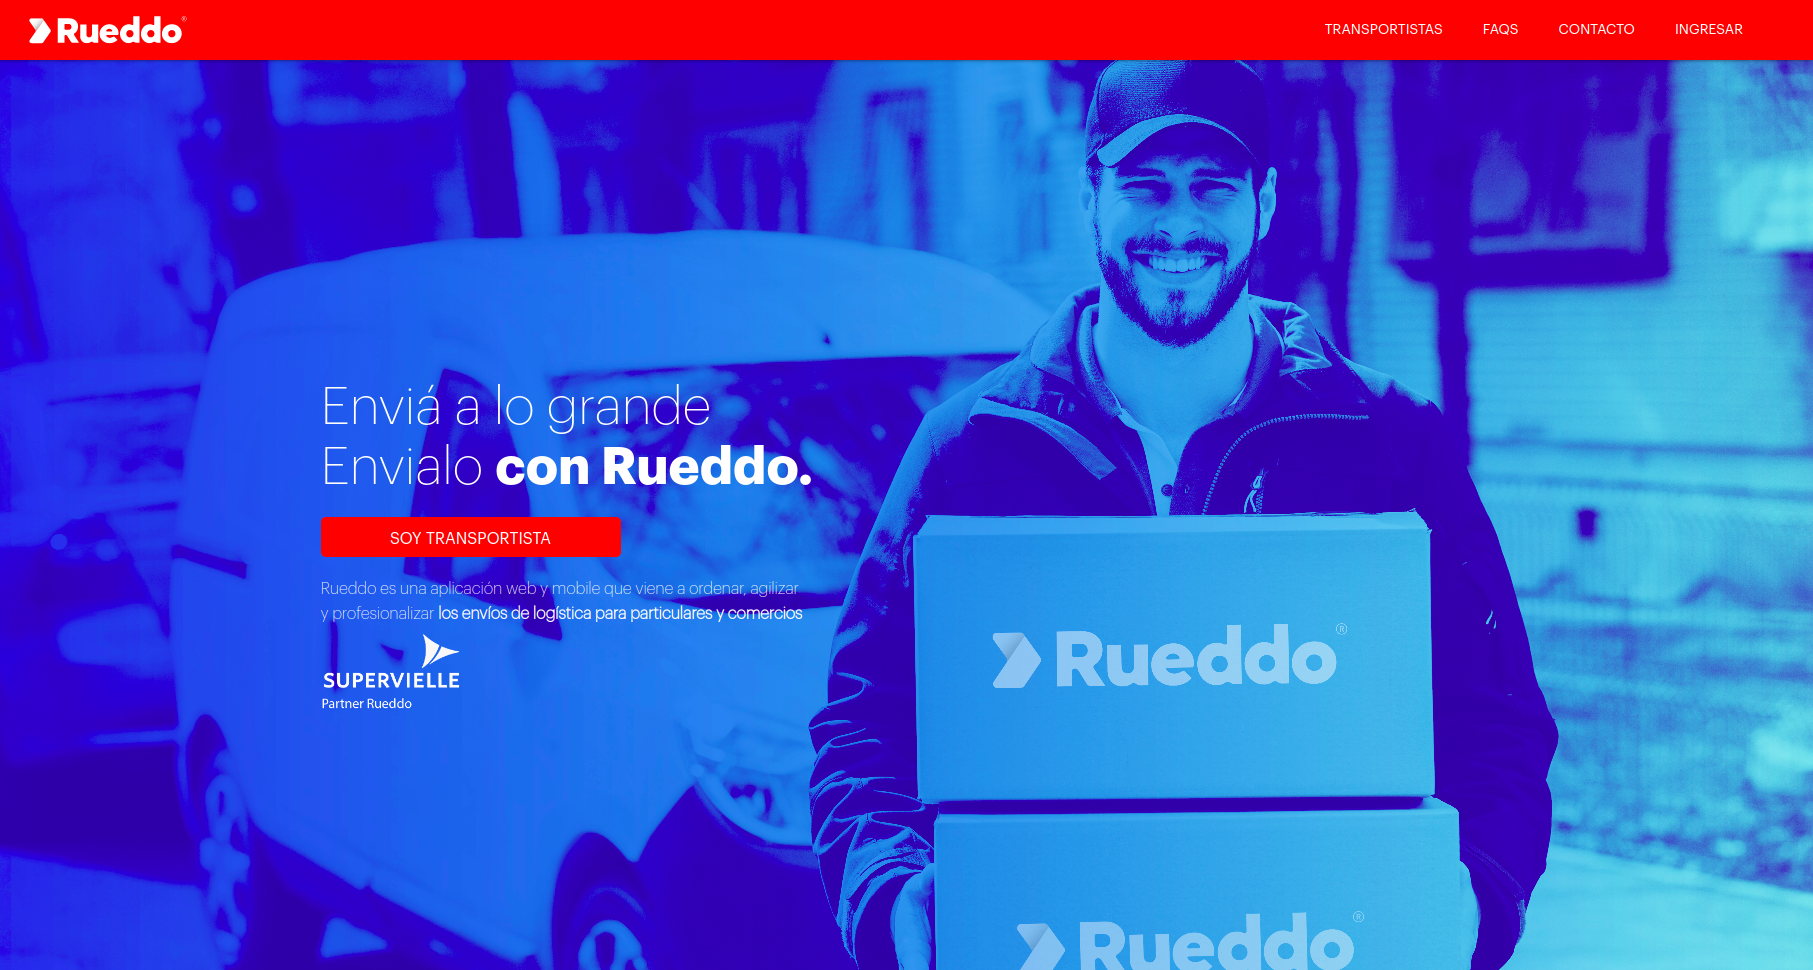 Rueddo®
TRANSPORTISTAS
FAQS
CONTACTO
INGRESAR
Enviá a lo grande
Envialo con Rueddo.
SOY TRANSPORTISTA
Rueddo es una aplicación web y mobile que viene a ordenar, agilizar
y profesionalizar los envíos de logística para particulares y comercios
SUPERVIELLE
Partner Rueddo
Rueddo®
Rueddo®